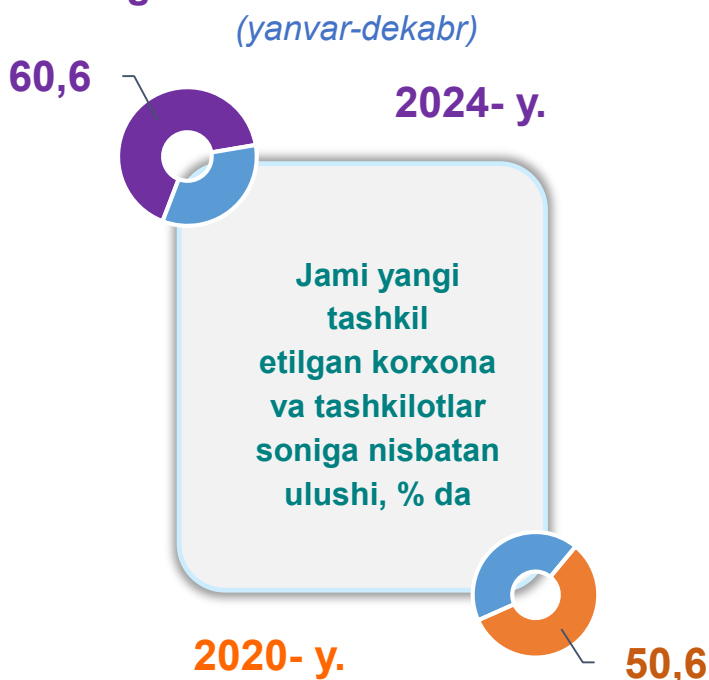 (yanvar-dekabr)
60,6
2024- y.
Jami yangi
tashkil
etilgan korxona
va tashkilotlar
soniga nisbatan
ulushi, % da
2020- y.
50,6